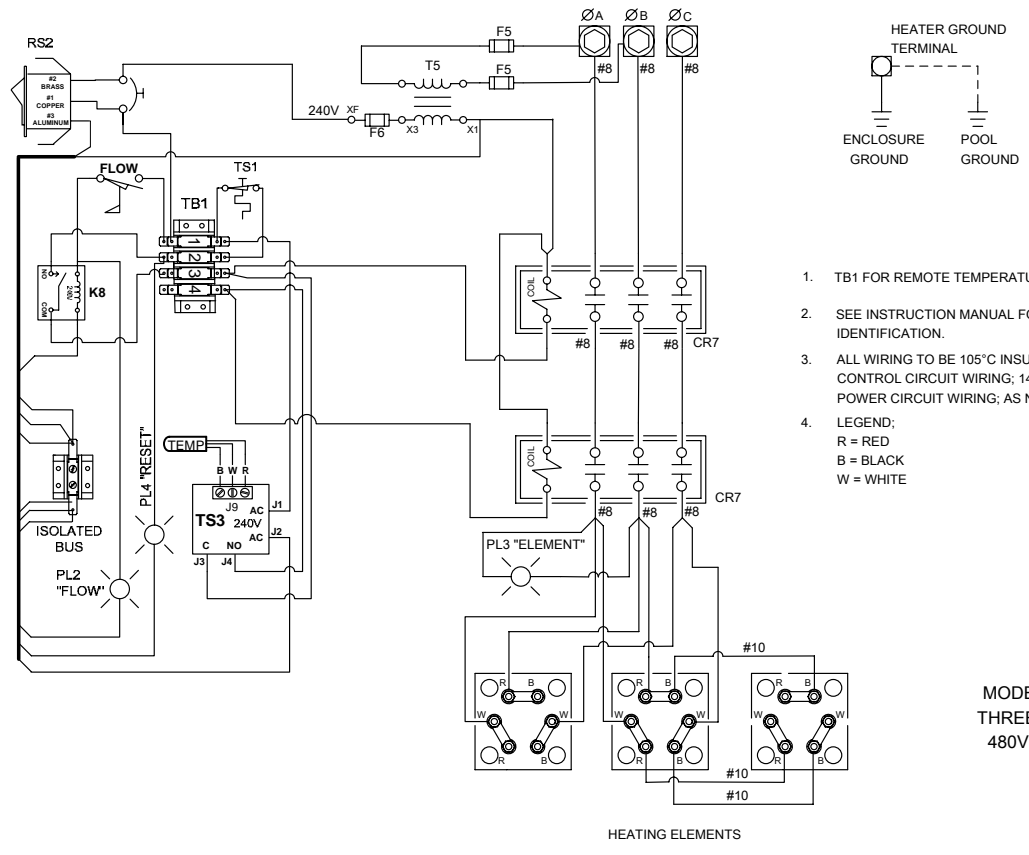 ØA ØB ØC
F5
RS2
T5
F5
#8 #8 #8
#2
BRASS
#1
COPPER
#3
ALUMINUM
240V XF
F6 X3 X1
HEATER GROUND
TERMINAL
ENCLOSURE
GROUND
POOL
GROUND
FLOW
TS1
TB1
1
2
3
4
NO
COM
240V
K8
COIL
#8 #8 #8
CR7
1. TB1 FOR REMOTE TEMPERATU
2. SEE INSTRUCTION MANUAL FO
IDENTIFICATION.
3. ALL WIRING TO BE 105°C INSU
CONTROL CIRCUIT WIRING; 14
POWER CIRCUIT WIRING; AS N
4. LEGEND;
R = RED
B = BLACK
W = WHITE
PL4 "RESET"
TEMP
B W R
J9
TS3
240V
AC J1
AC J2
C NO
J3 J4
COIL
CR7
#8 #8 #8
ISOLATED
BUS
PL2
"FLOW"
PL3 "ELEMENT"
#10
R B R B R B
W W W W W W
R B R B R B
#10
#10
HEATING ELEMENTS
MODE
THREE
480V